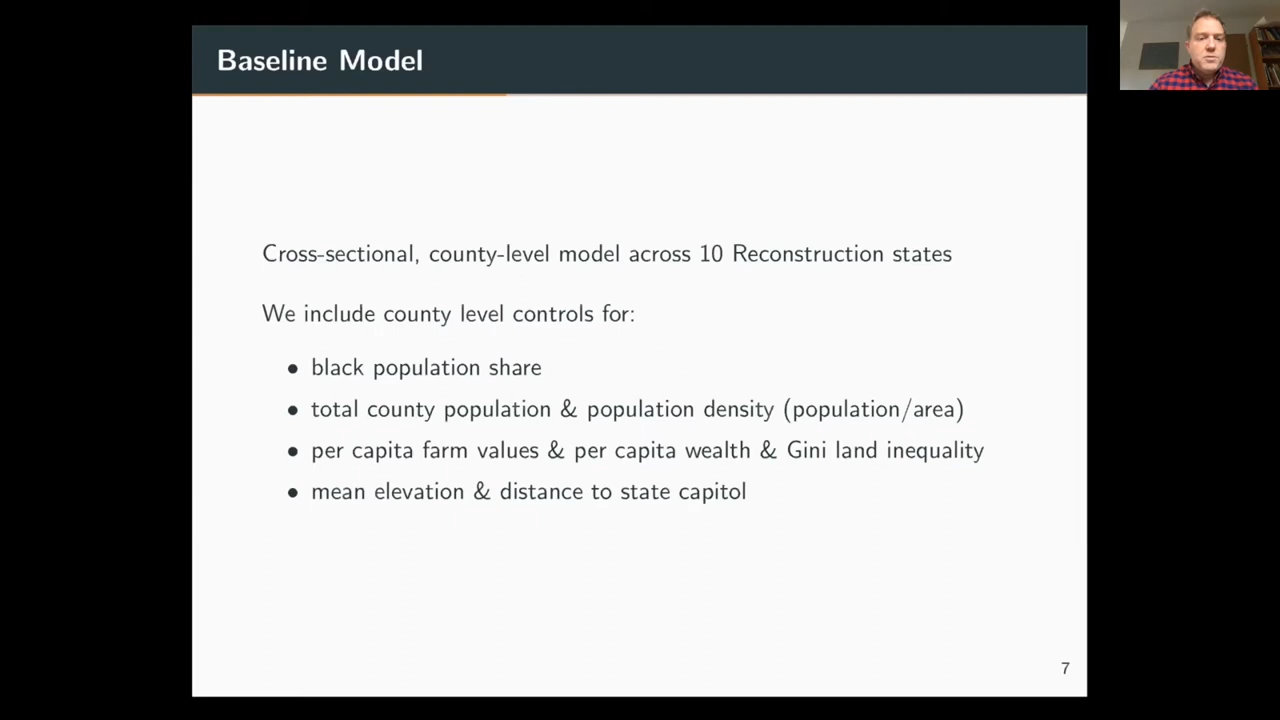 Baseline Model
Cross-sectional, county-level model across 10 Reconstruction states
We include county level controls for:
• black population share
• total county population & population density (population/area)
• per capita farm values & per capita wealth & Gini land inequality
• mean elevation & distance to state capitol
7